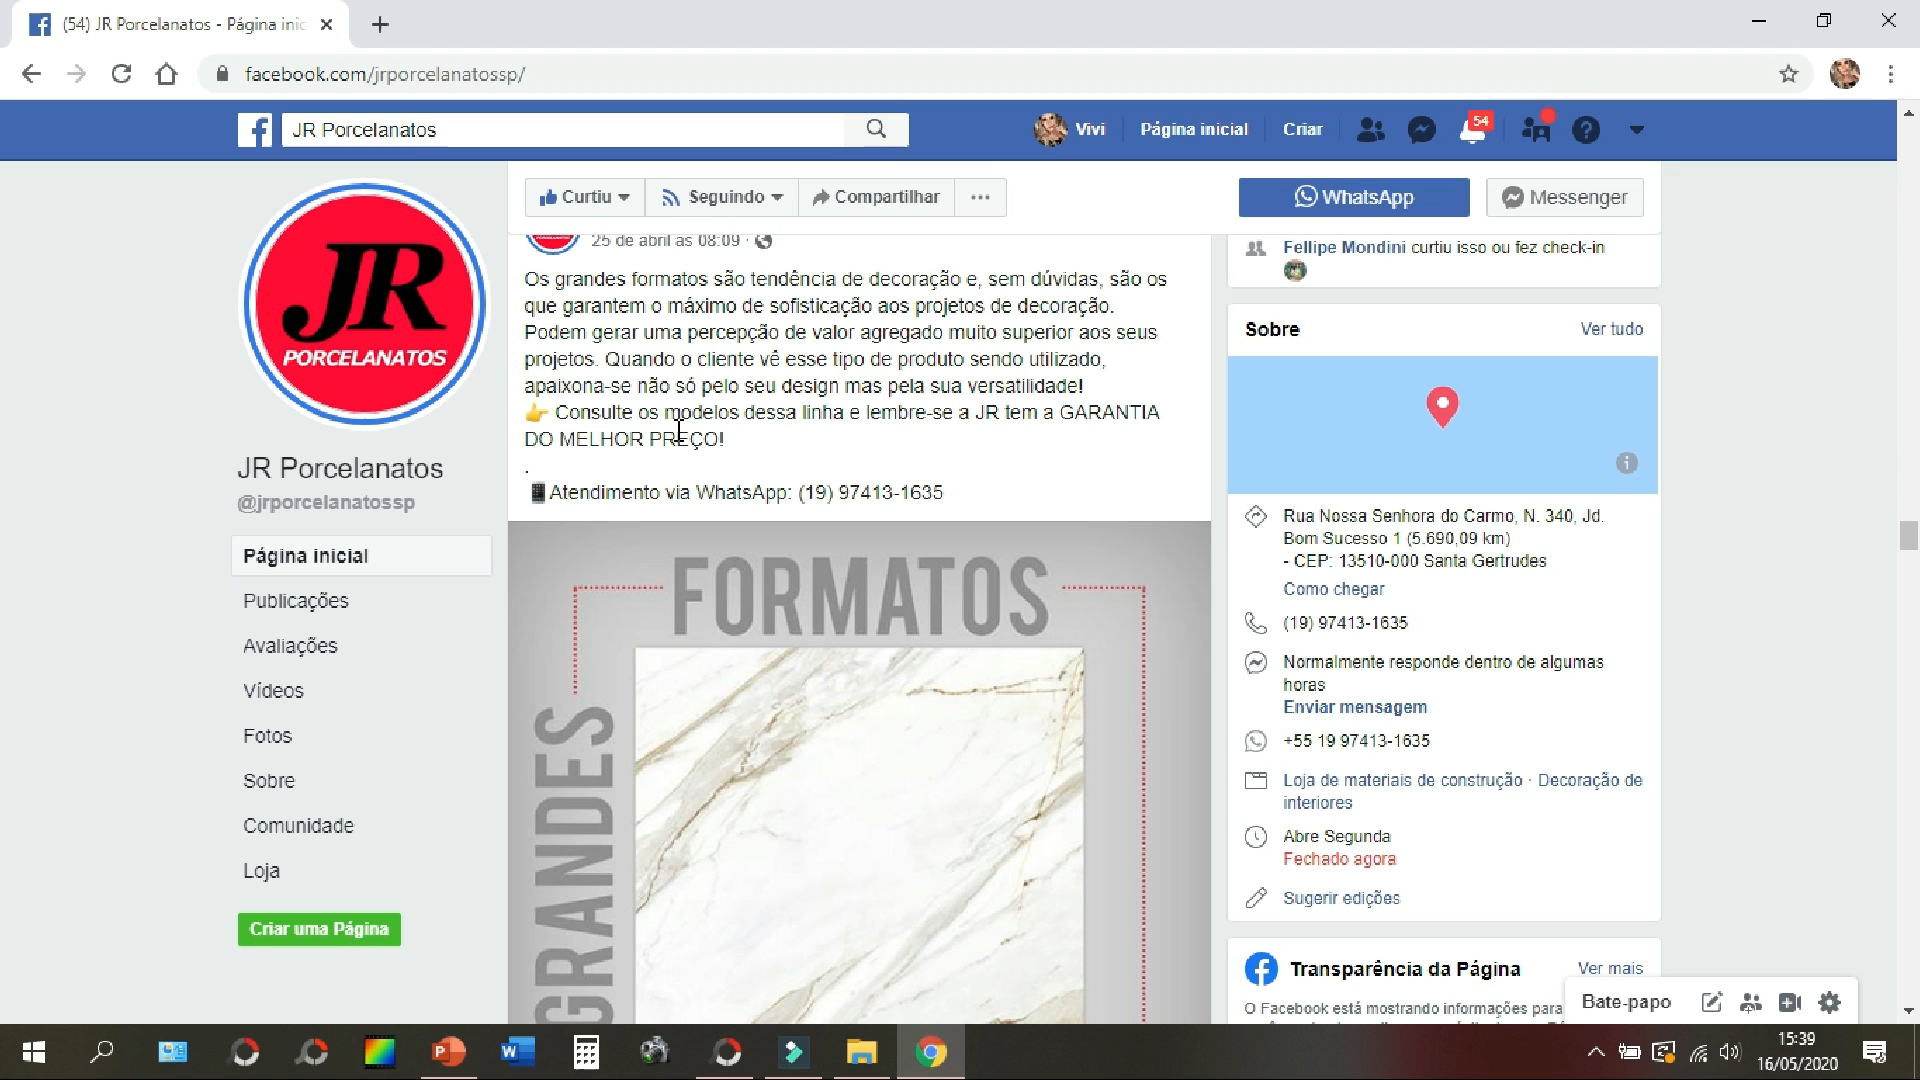 (54) JR Porcelanatos - Página inic
facebook.com/jrporcelanatossp/
JR Porcelanatos
Vivi
Página inicial
Criar
54
Curtiu
Seguindo
Compartilhar
WhatsApp
Messenger
JR
PORCELANATOS
JR Porcelanatos
@jrporcelanatossp
Página inicial
Publicações
Avaliações
Vídeos
Fotos
Sobre
Comunidade
Loja
Criar uma Página
25 de abril às 08:09 ·
Os grandes formatos são tendência de decoração e, sem dúvidas, são os
que garantem o máximo de sofisticação aos projetos de decoração.
Podem gerar uma percepção de valor agregado muito superior aos seus
projetos. Quando o cliente vê esse tipo de produto sendo utilizado,
apaixona-se não só pelo seu design mas pela sua versatilidade!
👉 Consulte os modelos dessa linha e lembre-se a JR tem a GARANTIA
DO MELHOR PREÇO!
.
📱Atendimento via WhatsApp: (19) 97413-1635
FORMATOS
GRANDES
Fellipe Mondini curtiu isso ou fez check-in
Sobre
Ver tudo
Rua Nossa Senhora do Carmo, N. 340, Jd.
Bom Sucesso 1 (5.690,09 km)
- CEP: 13510-000 Santa Gertrudes
Como chegar
(19) 97413-1635
Normalmente responde dentro de algumas
horas
Enviar mensagem
+55 19 97413-1635
Loja de materiais de construção · Decoração de
interiores
Abre Segunda
Fechado agora
Sugerir edições
Transparência da Página
Ver mais
O Facebook está mostrando informações para
Bate-papo
15:39
16/05/2020